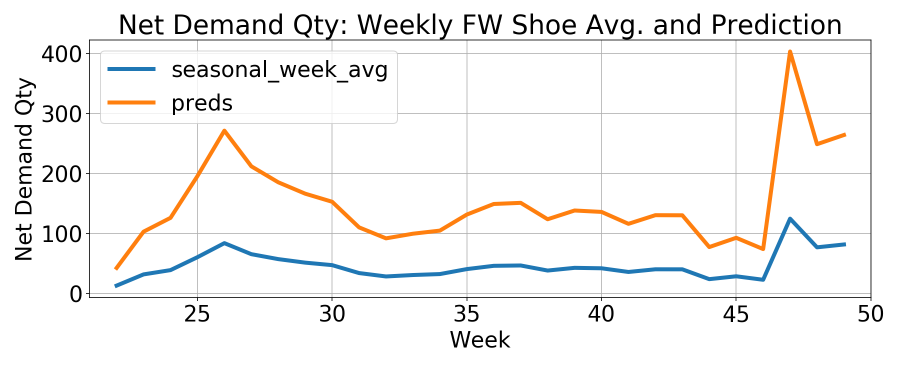 Net Demand Qty: Weekly FW Shoe Avg. and Prediction
400
300
200
100
0
Net Demand Qty
seasonal_week_avg
preds
25
30
35
40
45
50
Week